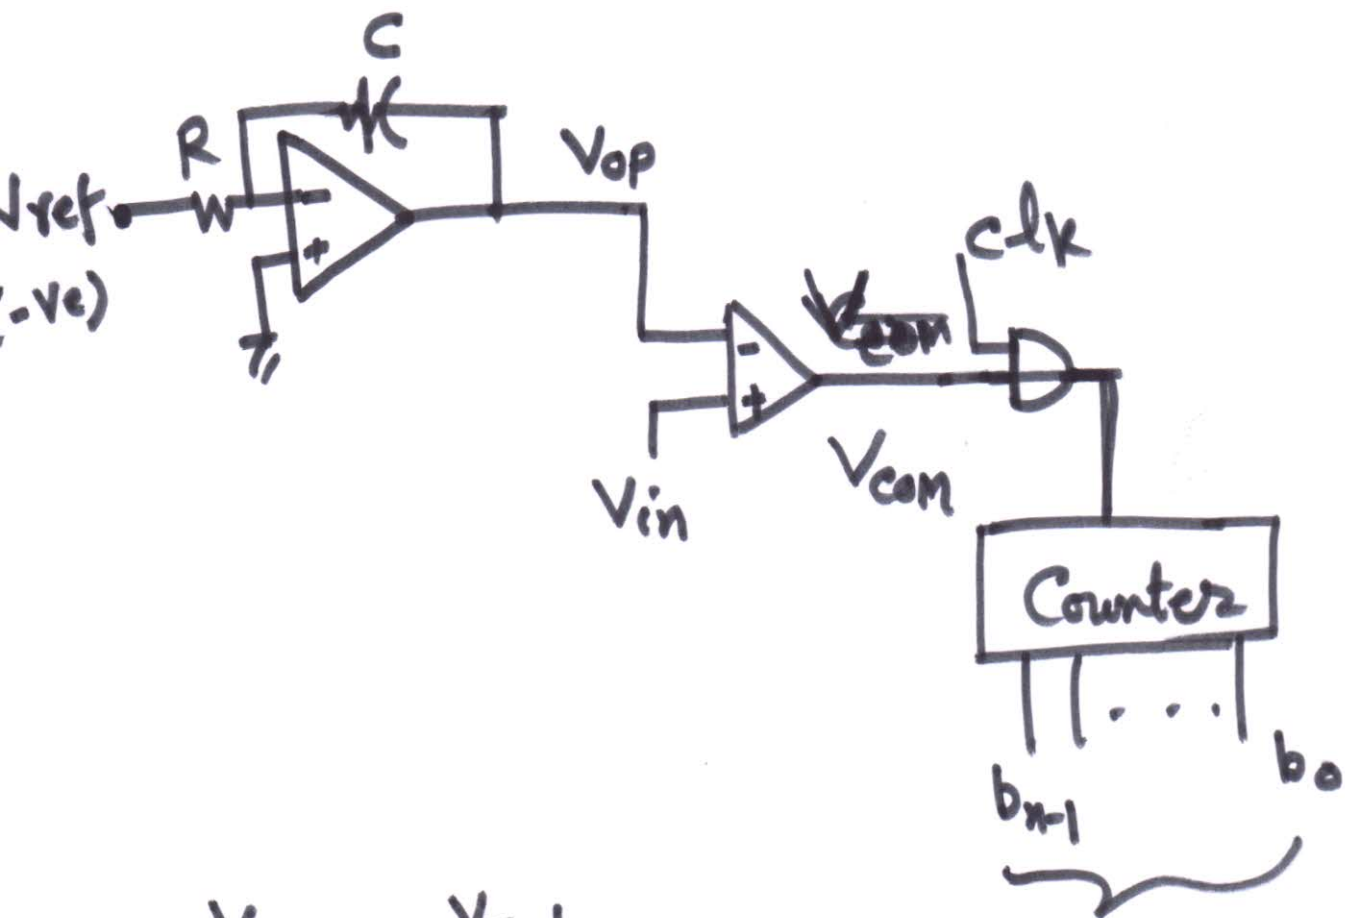 C
R
Vop
Vref
-
+
(-ve)
clk
-
+
Vcom
Vin
Counter
. . .
bn-1
b0